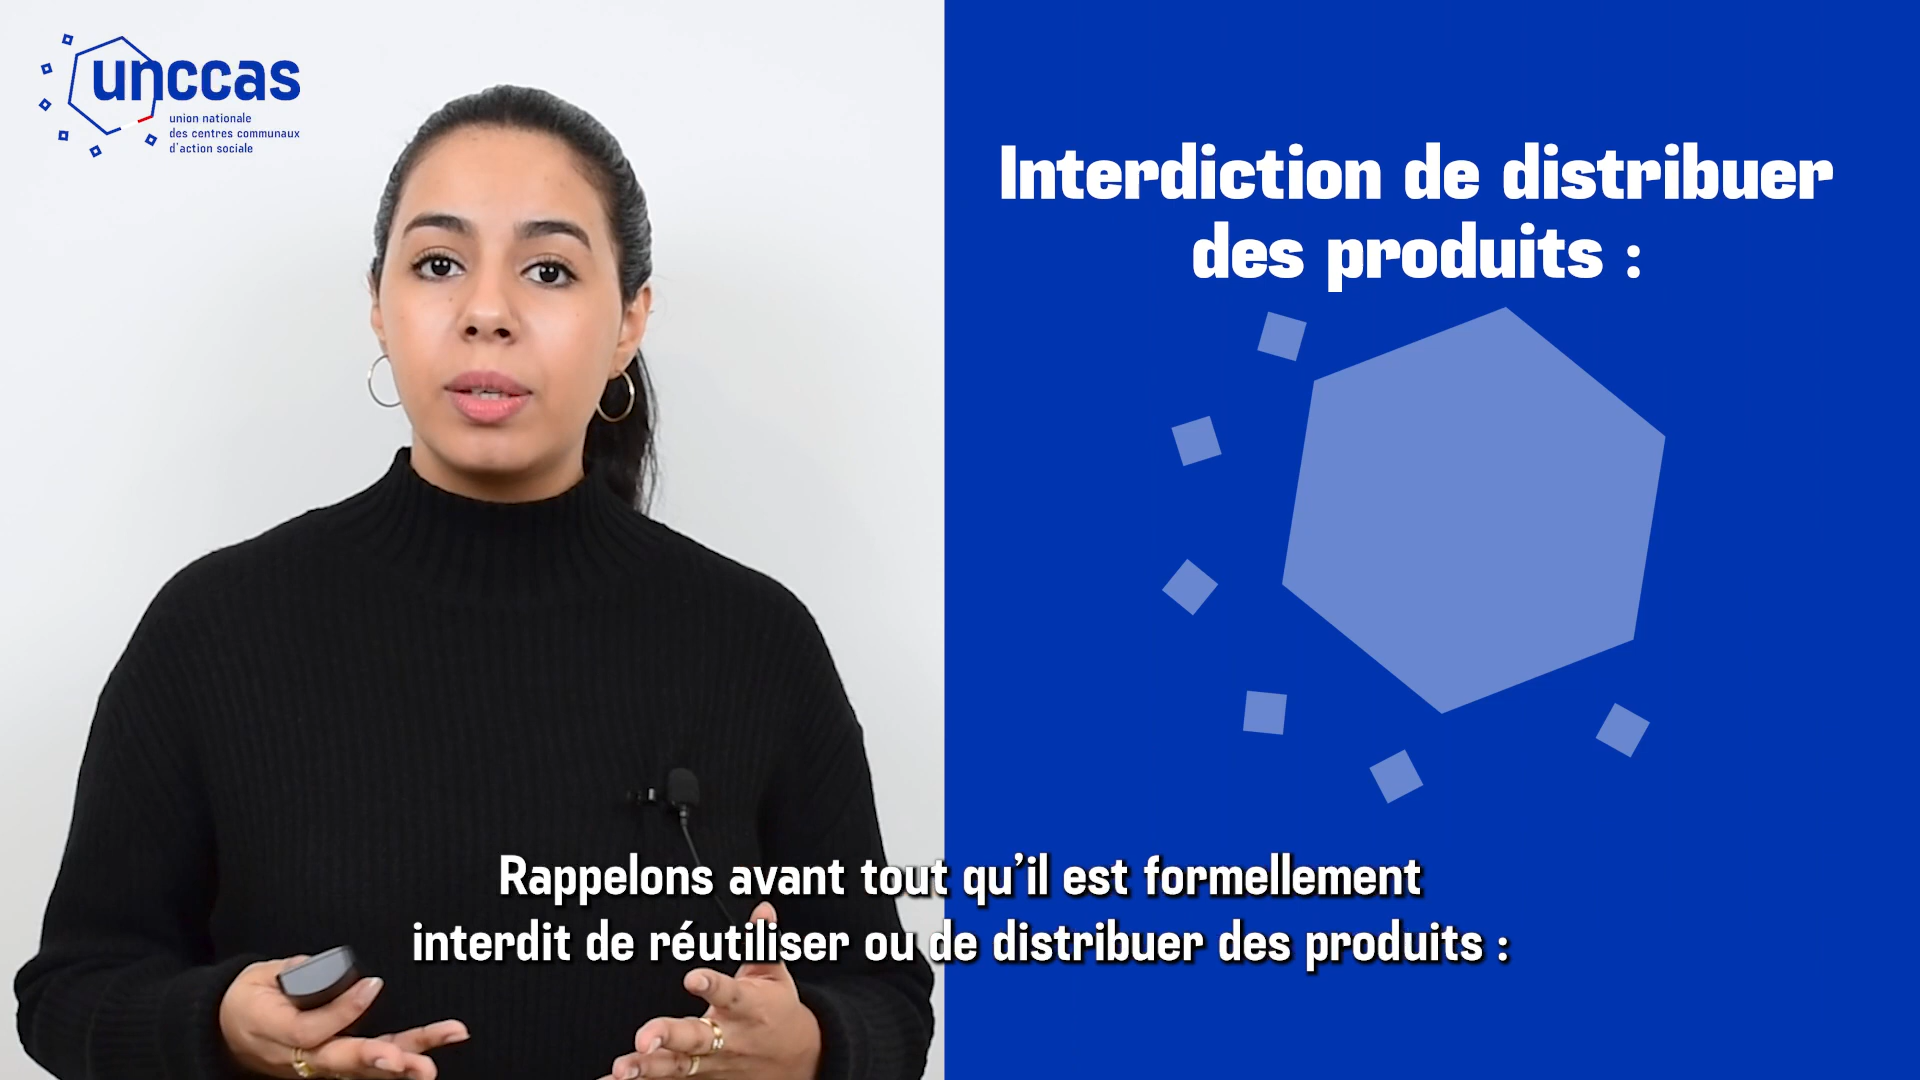 unccas
union nationale
des centres communaux
d'action sociale
Interdiction de distribuer
des produits :
Rappelons avant tout qu’il est formellement
interdit de réutiliser ou de distribuer des produits :